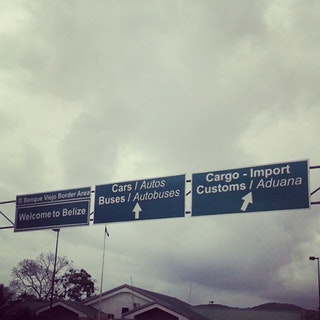 Benque Viejo Border Area
Welcome to Belize
Cars / Autos
Buses / Autobuses
Cargo - Import
Customs / Aduana